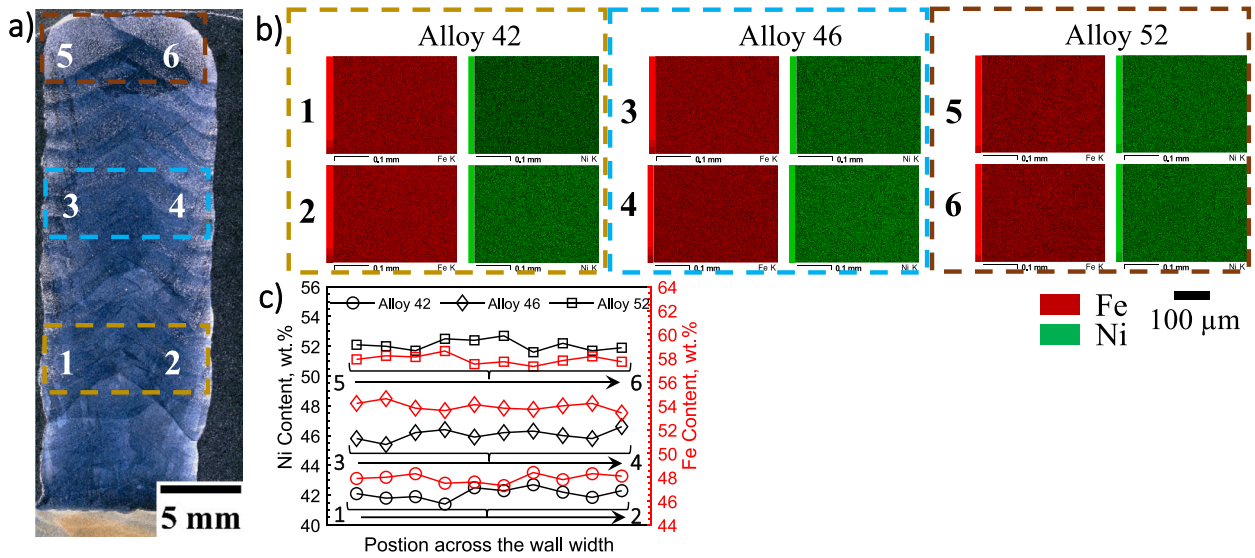 a)
5 6
3 4
1 2
5 mm
b)
Alloy 42
1
0.1 mm Fe K
0.1 mm Ni K
2
0.1 mm Fe K
0.1 mm Ni K
Alloy 46
3
0.1 mm Fe K
0.1 mm Ni K
4
0.1 mm Fe K
0.1 mm Ni K
Alloy 52
5
0.1 mm Fe K
0.1 mm Ni K
6
0.1 mm Fe K
0.1 mm Ni K
Fe
Ni
100 µm
c)
Alloy 42 Alloy 46 Alloy 52
Ni Content, wt.%
56
54
52
50
48
46
44
42
40
Fe Content, wt.%
64
62
60
58
56
54
52
50
48
46
44
5 6
3 4
1 2
Postion across the wall width